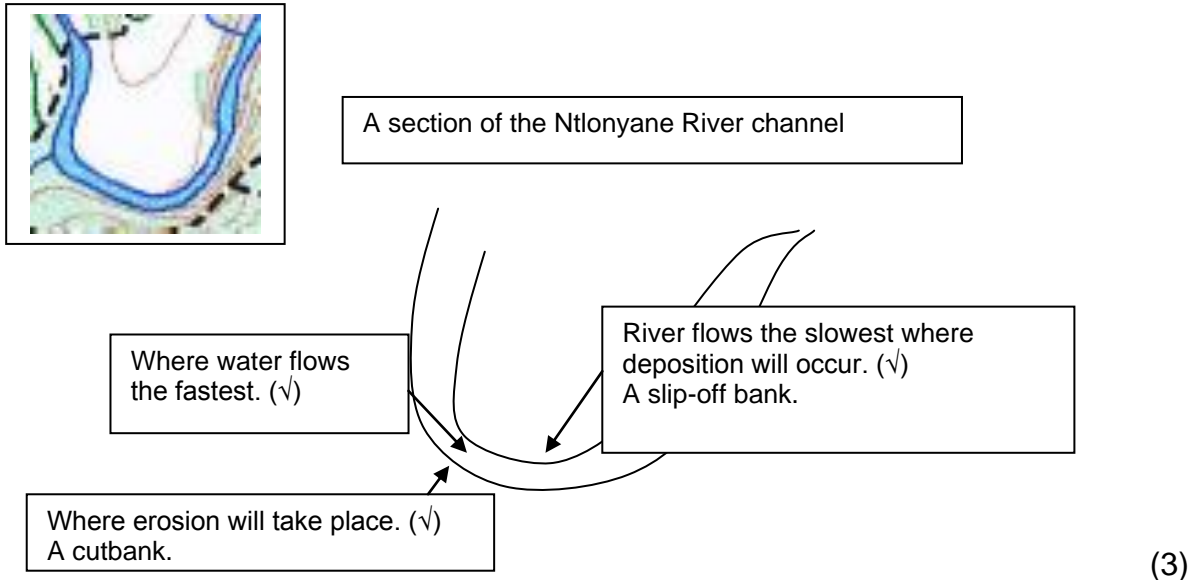 A section of the Ntlonyane River channel
Where water flows
the fastest. (√)
River flows the slowest where
deposition will occur. (√)
A slip-off bank.
Where erosion will take place. (√)
A cutbank.
(3)